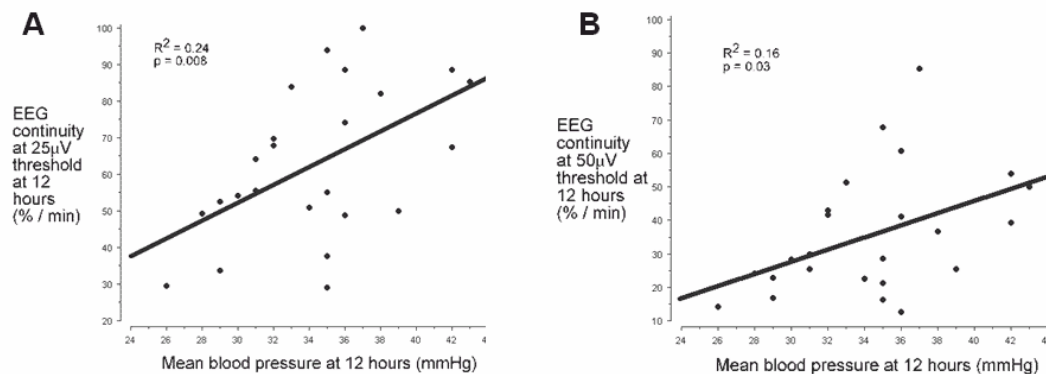 A
R2 = 0.24
p = 0.008
EEG
continuity
at 25µV
threshold
at 12
hours
(% / min)
100
90
80
70
60
50
40
30
20
24 26 28 30 32 34 36 38 40 42 4
Mean blood pressure at 12 hours (mmHg)
B
R2 = 0.16
p = 0.03
EEG
continuity
at 50µV
threshold at
12 hours
(% / min)
100
90
80
70
60
50
40
30
20
10
24 26 28 30 32 34 36 38 40 42 4
Mean blood pressure at 12 hours (mmHg)